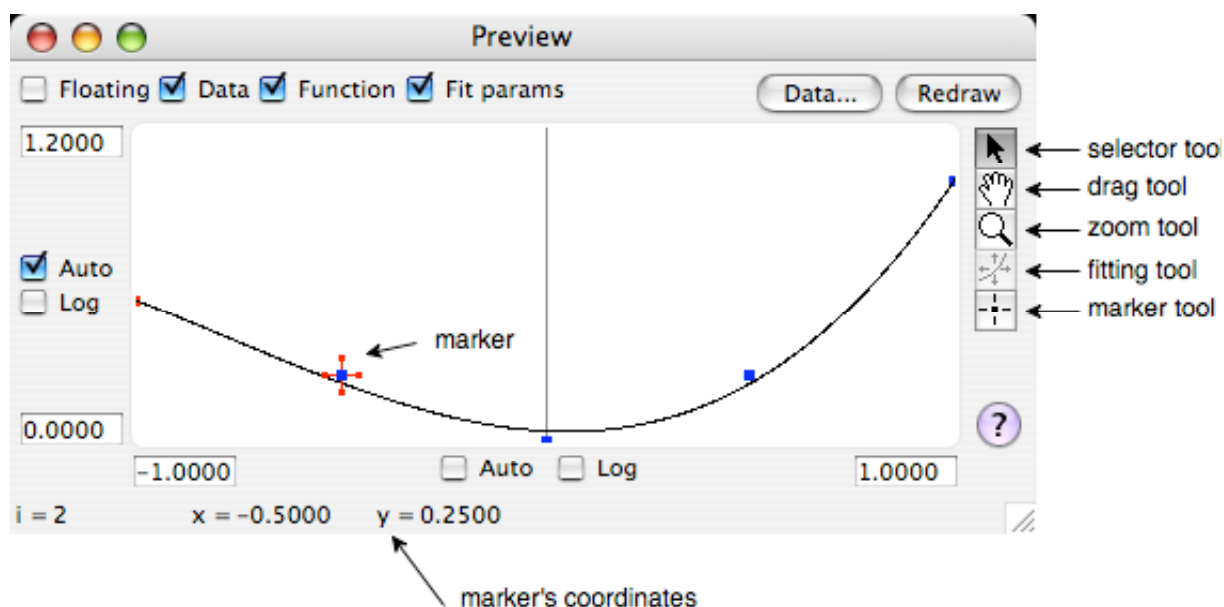 Preview
Floating Data Function Fit params Data... Redraw
1.2000
selector tool
drag tool
zoom tool
Auto
fitting tool
Log
marker tool
marker
0.0000
?
-1.0000 Auto Log 1.0000
i = 2 x = -0.5000 y = 0.2500
marker's coordinates